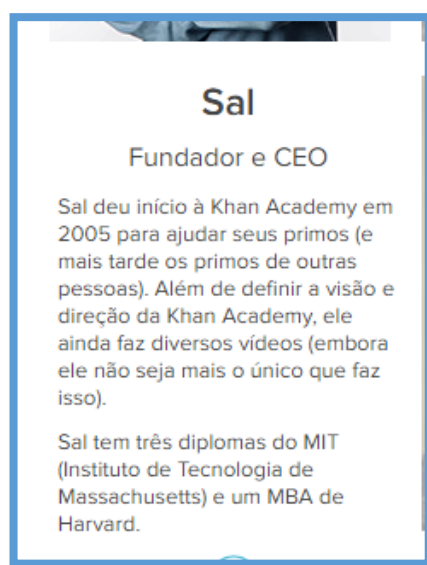 Sal
Fundador e CEO
Sal deu início à Khan Academy em
2005 para ajudar seus primos (e
mais tarde os primos de outras
pessoas). Além de definir a visão e
direção da Khan Academy, ele
ainda faz diversos vídeos (embora
ele não seja mais o único que faz
isso).
Sal tem três diplomas do MIT
(Instituto de Tecnologia de
Massachusetts) e um MBA de
Harvard.